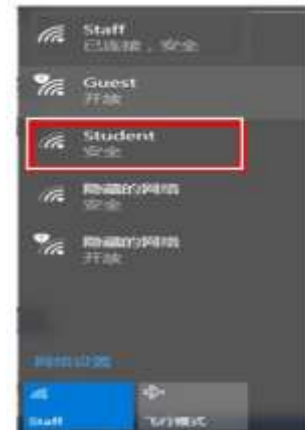 Staff
已连接，安全
Guest
开放
Student
安全
隐藏的网络
安全
隐藏的网络
开放
网络设置
Staff
飞行模式